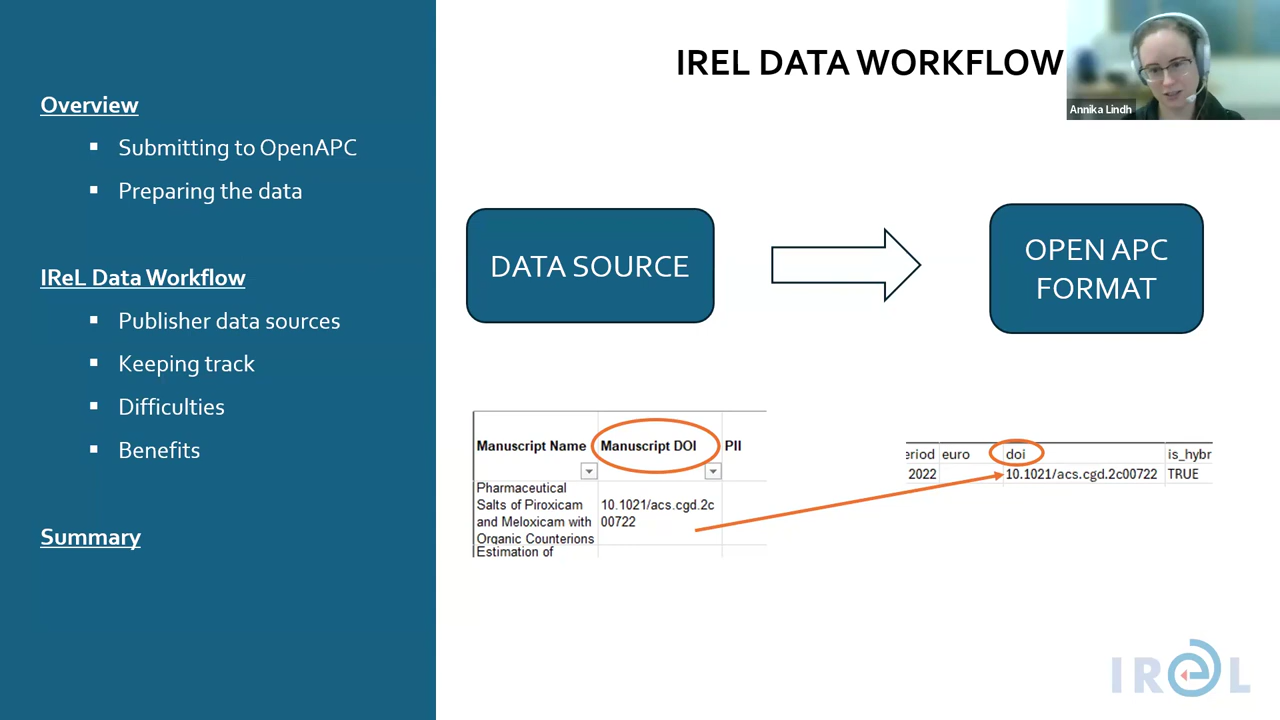 IREL DATA WORKFLOW
Annika Lindh
Overview
▪ Submitting to OpenAPC
▪ Preparing the data
IReL Data Workflow
▪ Publisher data sources
▪ Keeping track
▪ Difficulties
▪ Benefits
Summary
DATA SOURCE
OPEN APC
FORMAT
Manuscript Name Manuscript DOI PII
Pharmaceutical
Salts of Piroxicam
and Meloxicam with
Organic Counterions
Estimation of
10.1021/acs.cgd.2c
00722
eriod euro doi is_hybr
2022 10.1021/acs.cgd.2c00722 TRUE
IReL